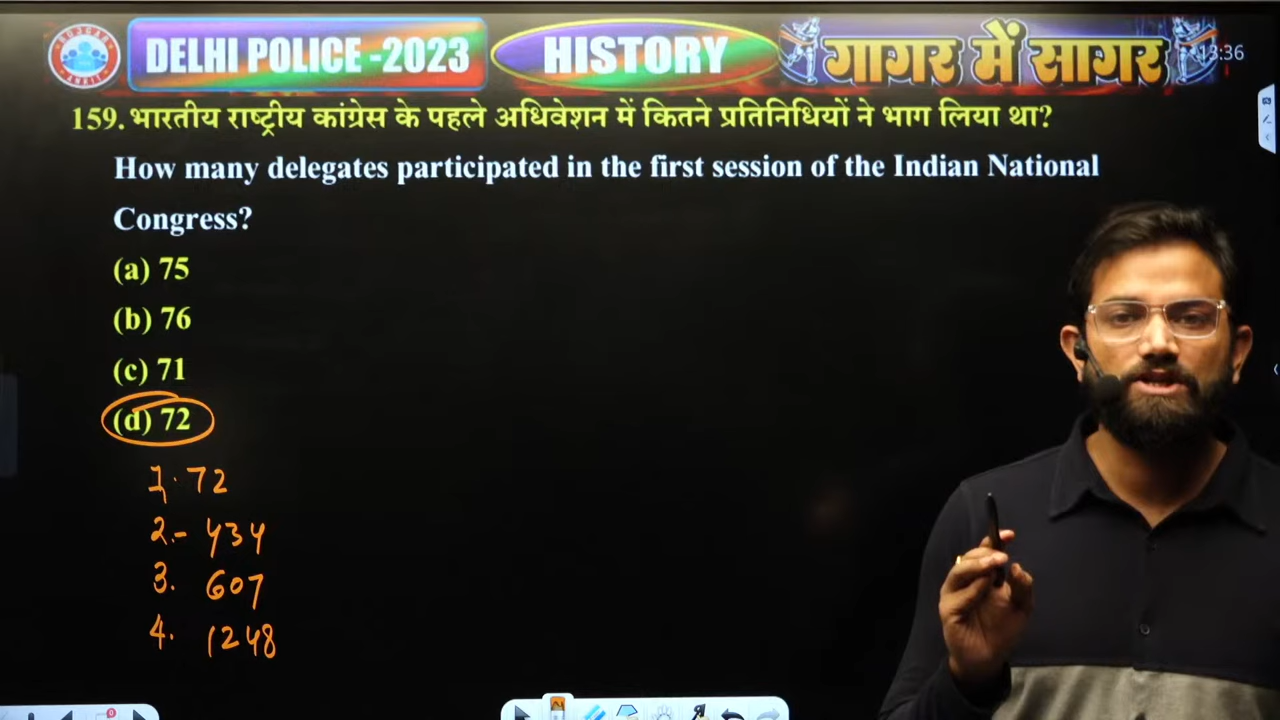 ROJGAR
ANKIT
DELHI POLICE -2023
HISTORY
गागर में सागर
13:36
159. भारतीय राष्ट्रीय कांग्रेस के पहले अधिवेशन में कितने प्रतिनिधियों ने भाग लिया था?
How many delegates participated in the first session of the Indian National
Congress?
(a) 75
(b) 76
(c) 71
(d) 72
1. 72
2.- 434
3. 607
4. 1248